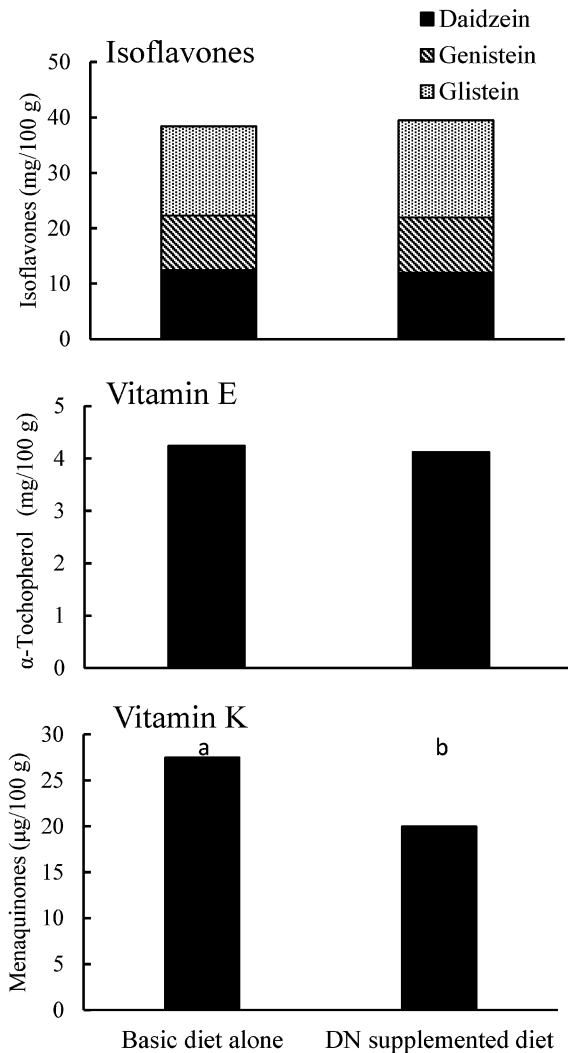 Daidzein
Genistein
Glistein
Isoflavones
Isoflavones (mg/100 g)
50
40
30
20
10
0
Vitamin E
α-Tochopherol (mg/100 g)
5
4
3
2
1
0
Vitamin K
Menaquinones (μg/100 g)
30
25
20
15
10
5
0
a
b
Basic diet alone
DN supplemented diet